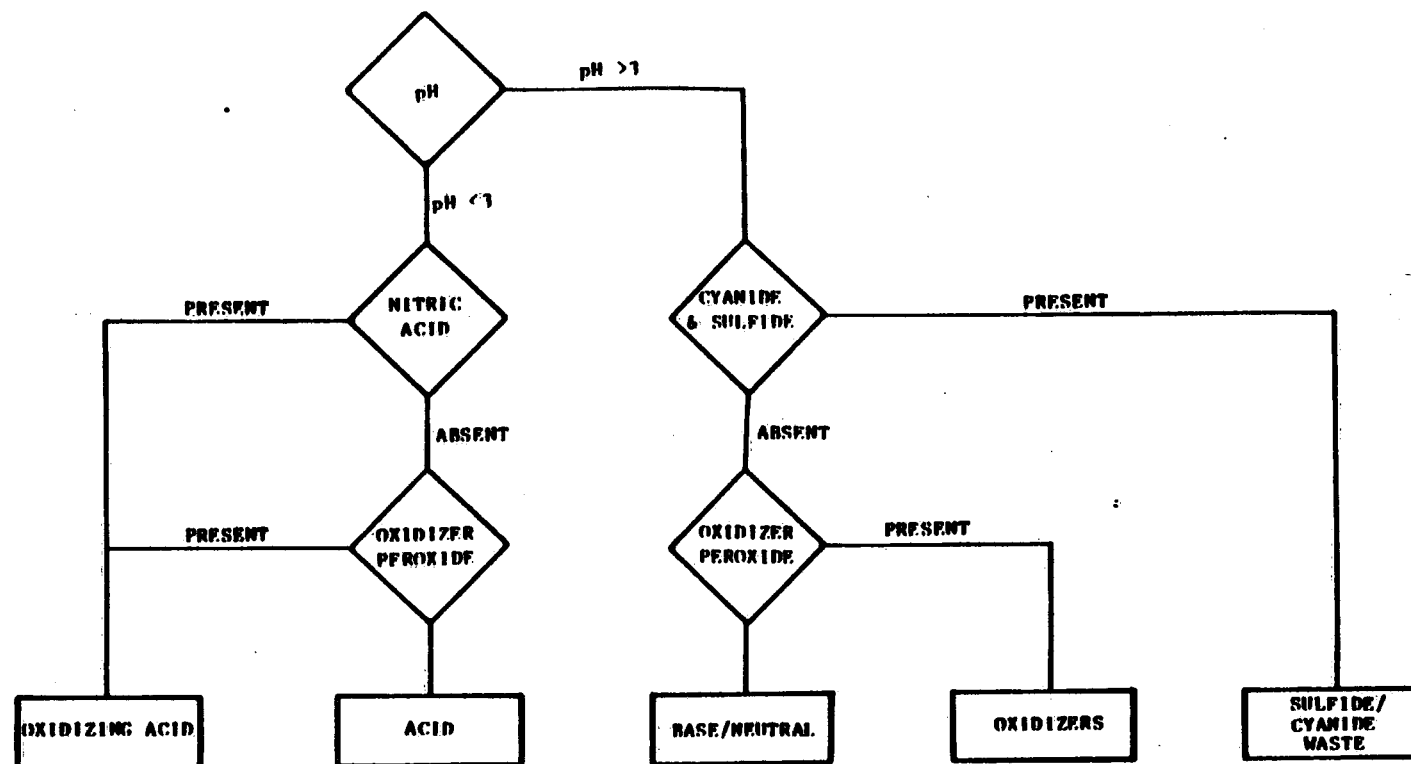 pH
pH >3
pH <3
NITRIC
ACID
CYANIDE
& SULFIDE
PRESENT
PRESENT
ABSENT
ABSENT
PRESENT
OXIDIZER
PEROXIDE
OXIDIZER
PEROXIDE
PRESENT
OXIDIZING ACID
ACID
BASE/NEUTRAL
OXIDIZERS
SULFIDE/
CYANIDE
WASTE